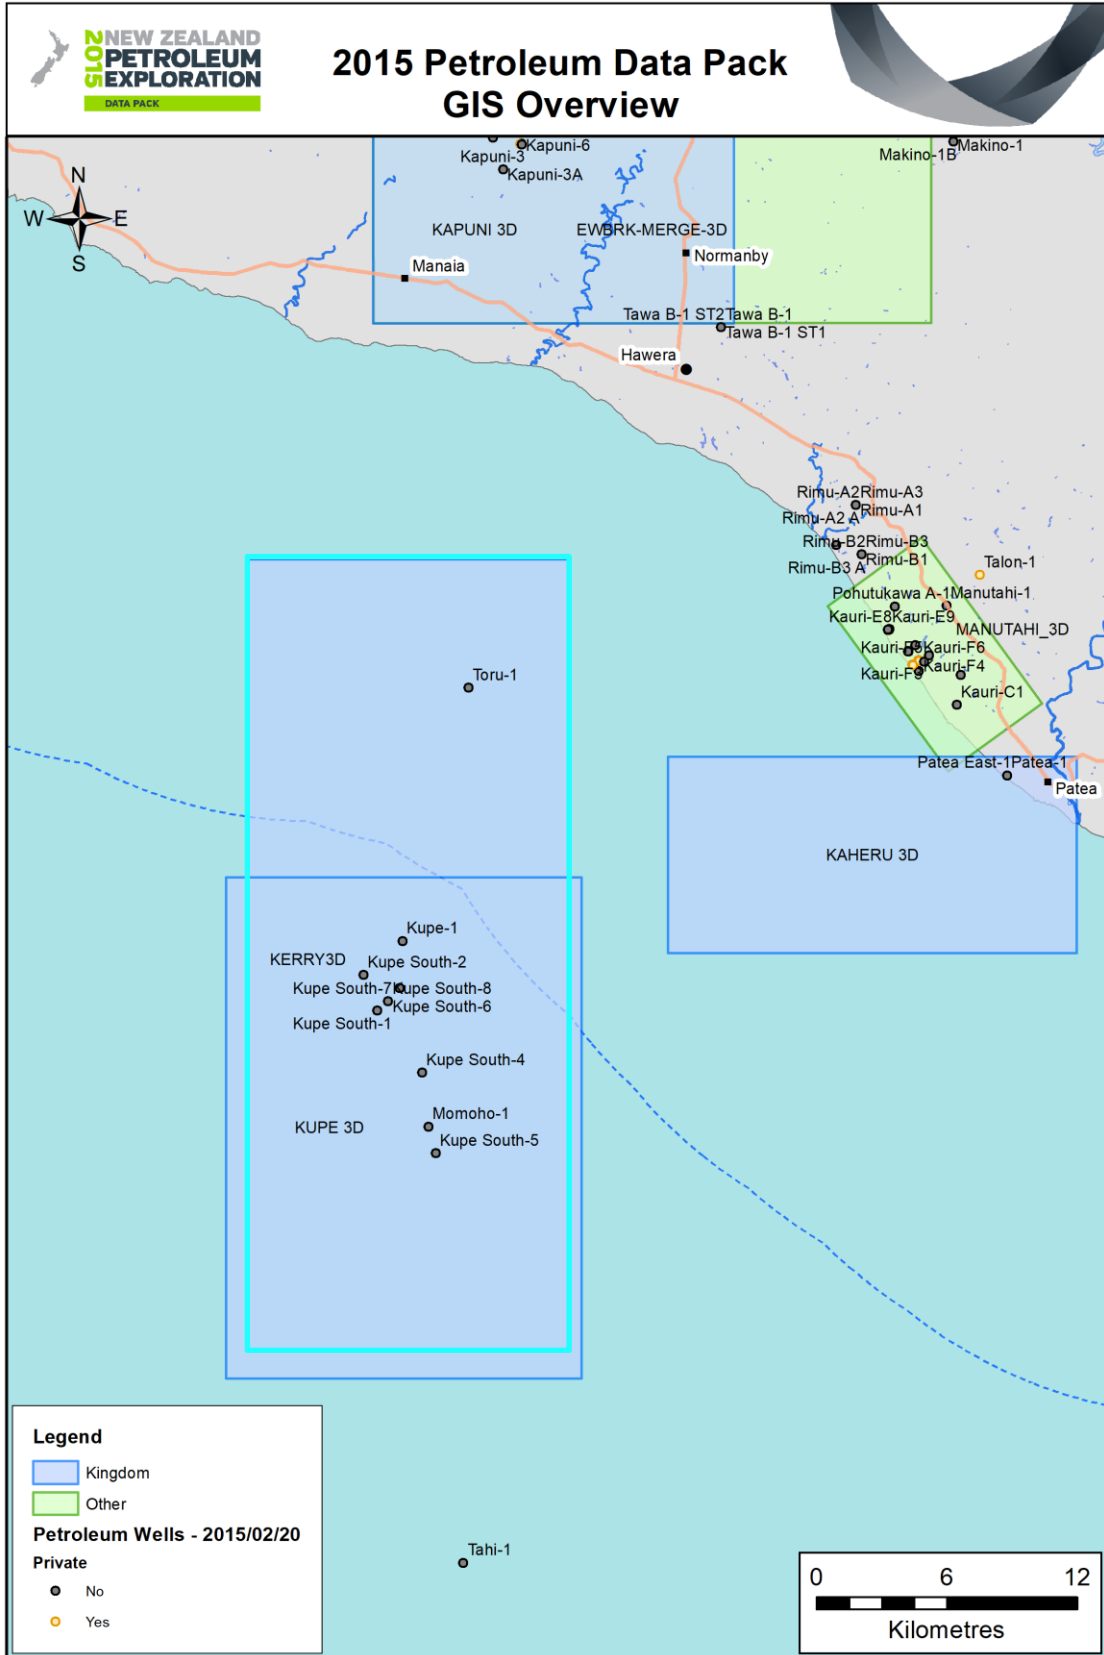 2015
NEW ZEALAND
PETROLEUM
EXPLORATION
DATA PACK
2015 Petroleum Data Pack
GIS Overview
N
W
E
S
Kapuni-6
Kapuni-3
Kapuni-3A
Makino-1B
Makino-1
KAPUNI 3D
EWBRK-MERGE-3D
Normanby
Manaia
Tawa B-1 ST2
Tawa B-1
Tawa B-1 ST1
Hawera
Rimu-A2
Rimu-A3
Rimu-A1
Rimu-A2 A
Rimu-B2
Rimu-B3
Rimu-B1
Rimu-B3 A
Talon-1
Pohutukawa A-1
Manutahi-1
Kauri-E8
Kauri-E9
MANUTAHI_3D
Kauri-F6
Kauri-F4
Kauri-C1
Toru-1
Patea East-1
Patea-1
Patea
KAHERU 3D
Kupe-1
KERRY3D
Kupe South-2
Kupe South-7
Kupe South-8
Kupe South-6
Kupe South-1
Kupe South-4
Momoho-1
KUPE 3D
Kupe South-5
Legend
Kingdom
Other
Petroleum Wells - 2015/02/20
Private
No
Yes
Tahi-1
0
6
12
Kilometres